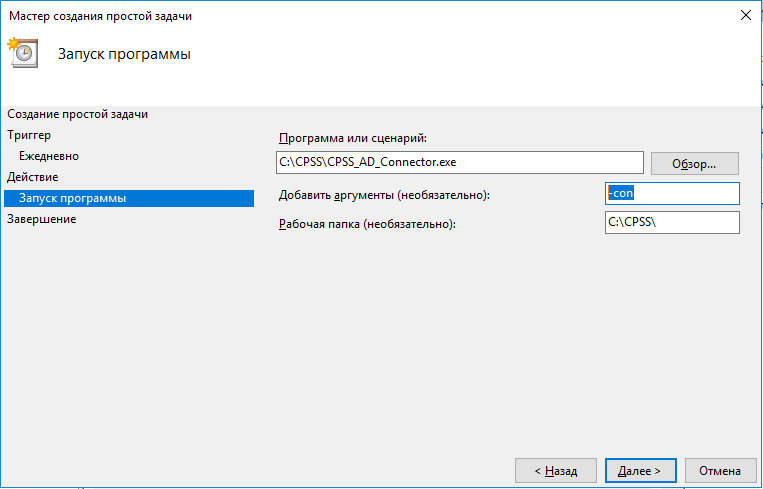 Мастер создания простой задачи
Запуск программы
Создание простой задачи
Триггер
Ежедневно
Действие
Запуск программы
Завершение
Программа или сценарий:
C:\CPSS\CPSS_AD_Connector.exe
Обзор...
Добавить аргументы (необязательно):
-con
Рабочая папка (необязательно):
C:\CPSS\
< Назад
Далее >
Отмена